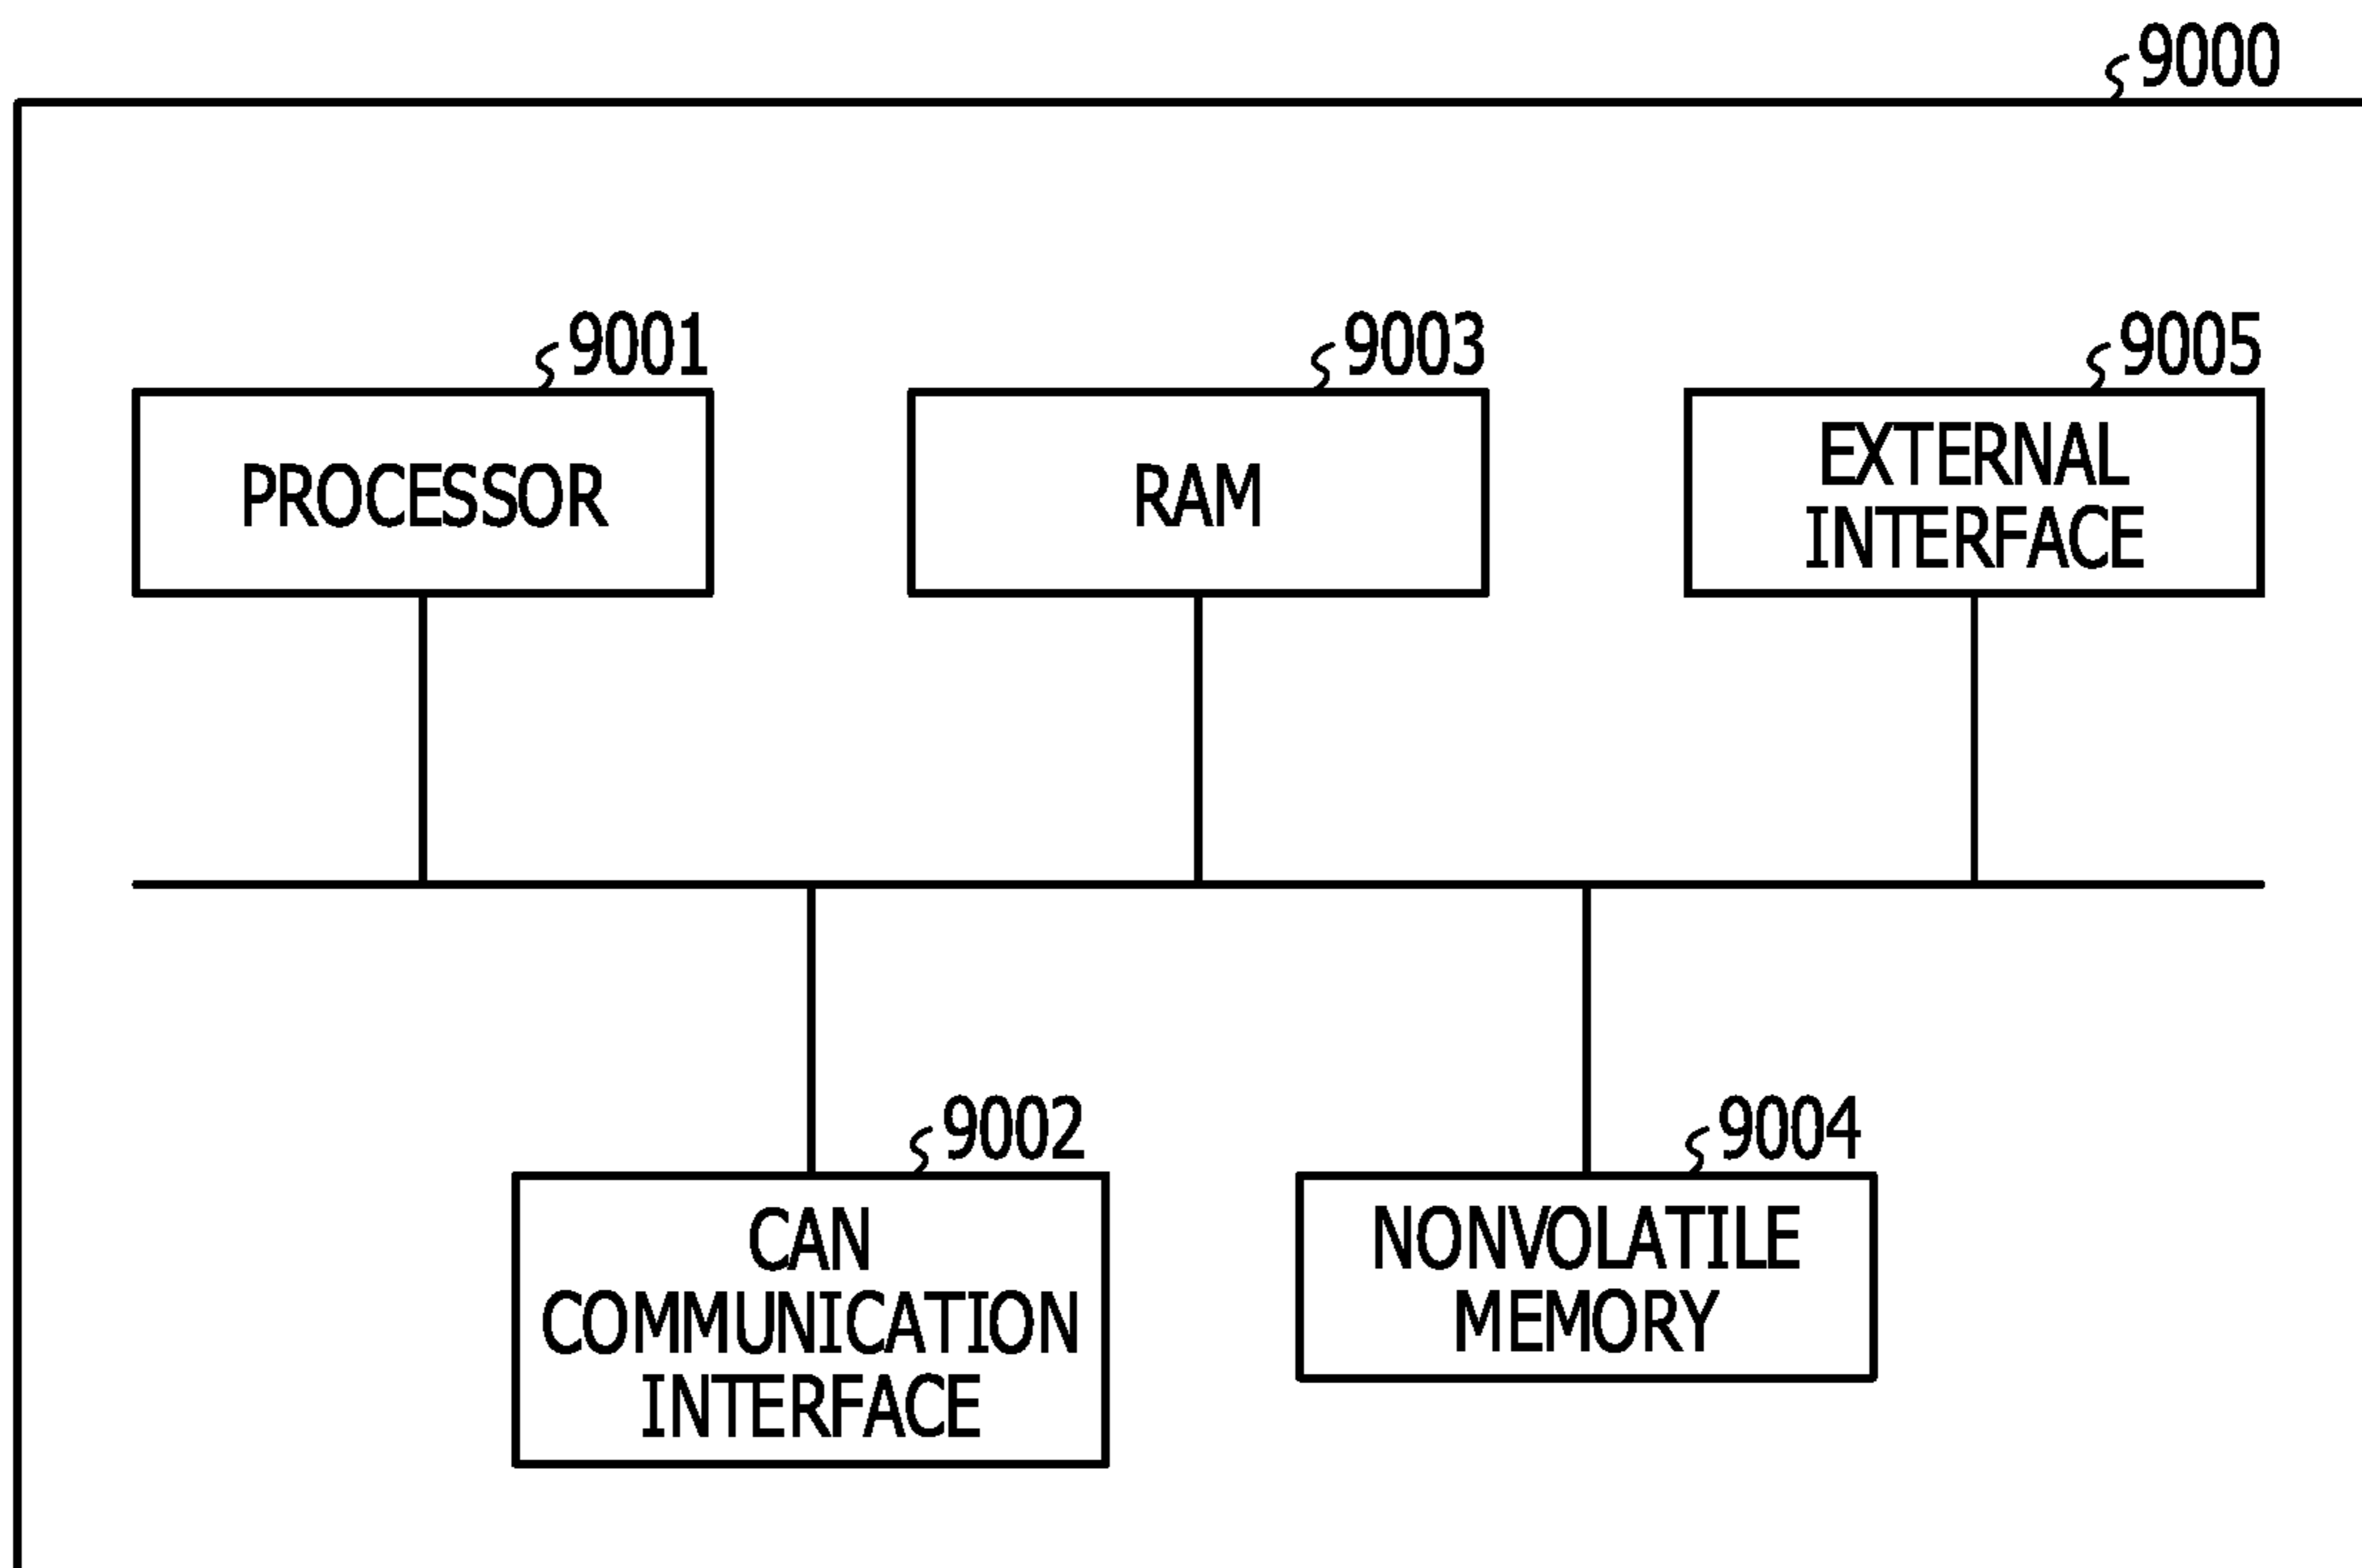 9000
9001
PROCESSOR
9003
RAM
9005
EXTERNAL
INTERFACE
9002
CAN
COMMUNICATION
INTERFACE
9004
NONVOLATILE
MEMORY